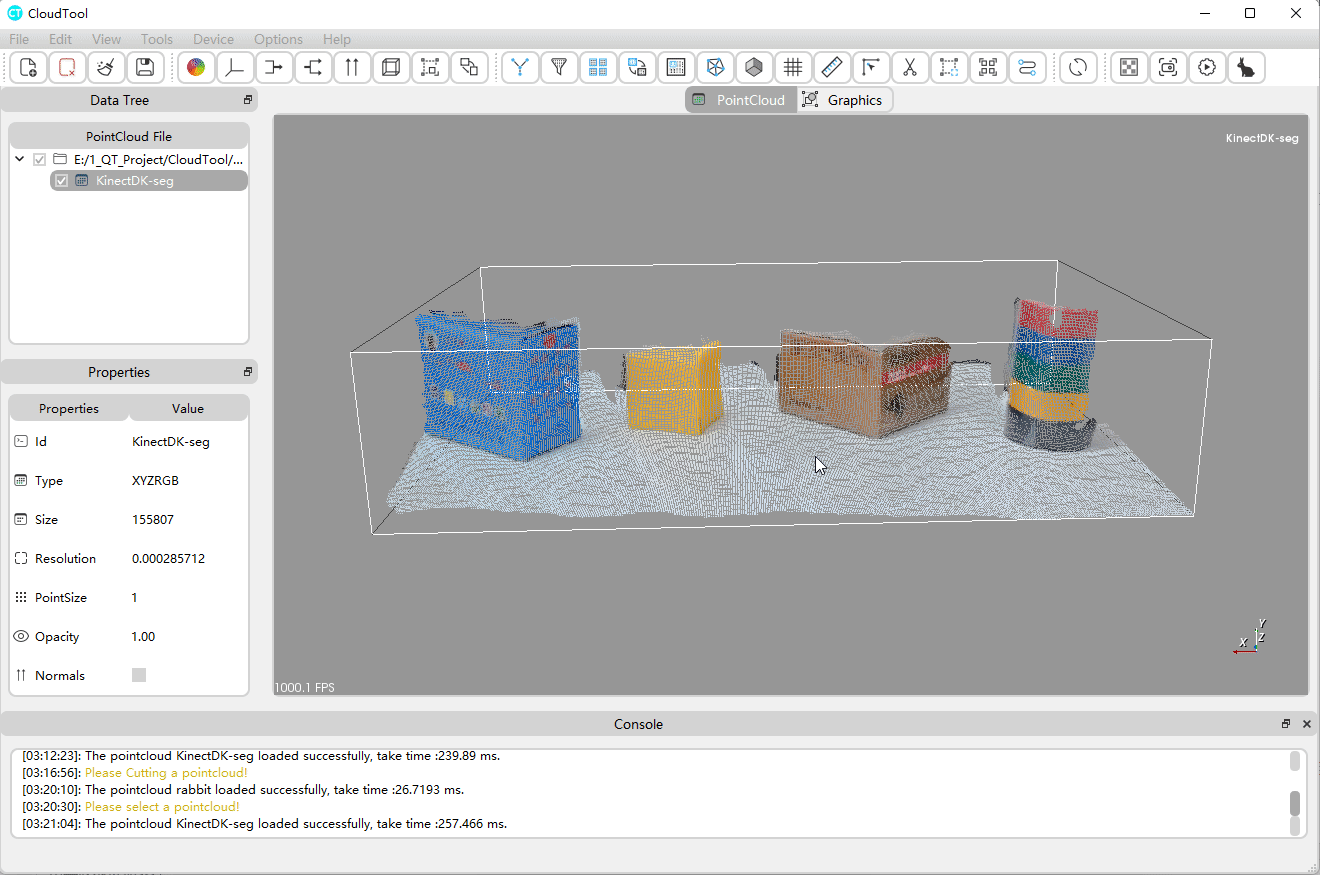 CT CloudTool
File Edit View Tools Device Options Help
Data Tree
PointCloud Graphics
PointCloud File
E:/1_QT_Project/CloudTool/...
KinectDK-seg
KinectDK-seg
Properties
Properties Value
Id KinectDK-seg
Type XYZRGB
Size 155807
Resolution 0.000285712
PointSize 1
Opacity 1.00
Normals
Y
X Z
1000.1 FPS
Console
[03:12:23]: The pointcloud KinectDK-seg loaded successfully, take time :239.89 ms.
[03:16:56]: Please Cutting a pointcloud!
[03:20:10]: The pointcloud rabbit loaded successfully, take time :26.7193 ms.
[03:20:30]: Please select a pointcloud!
[03:21:04]: The pointcloud KinectDK-seg loaded successfully, take time :257.466 ms.